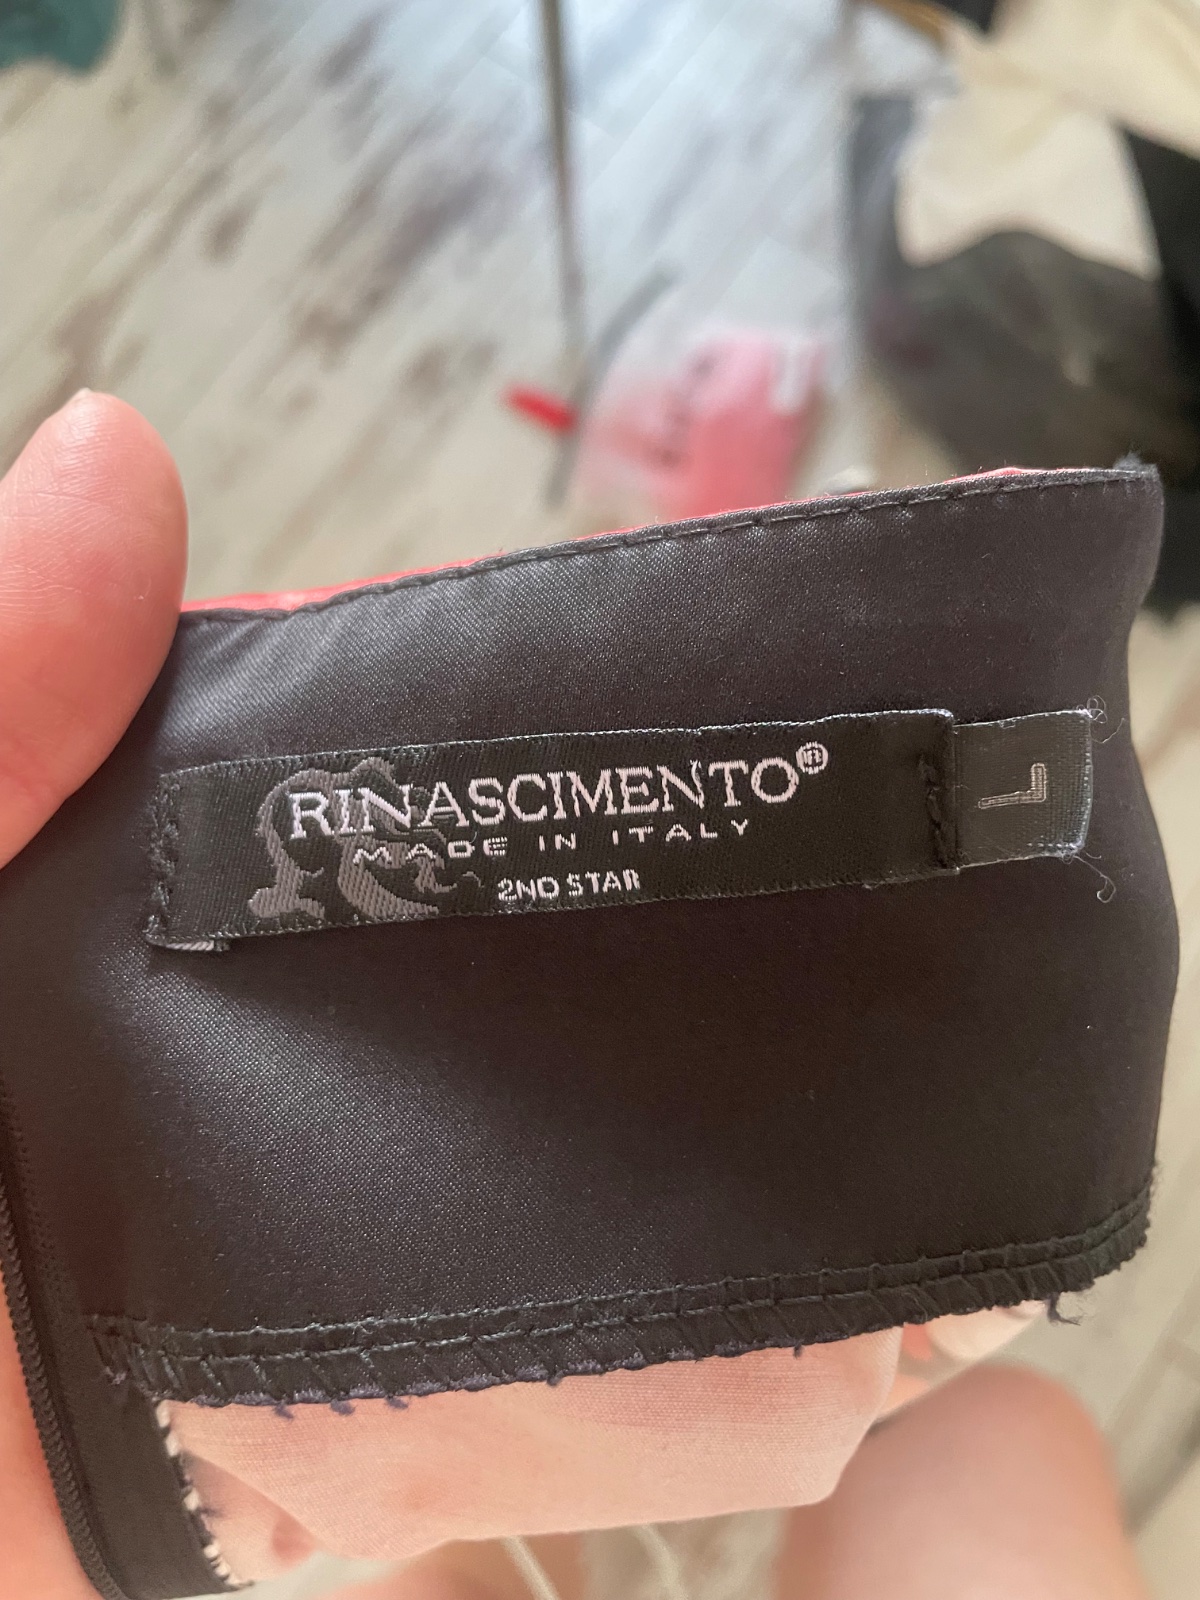 RINASCIMENTO®
MADE IN ITALY
2ND STAR
L